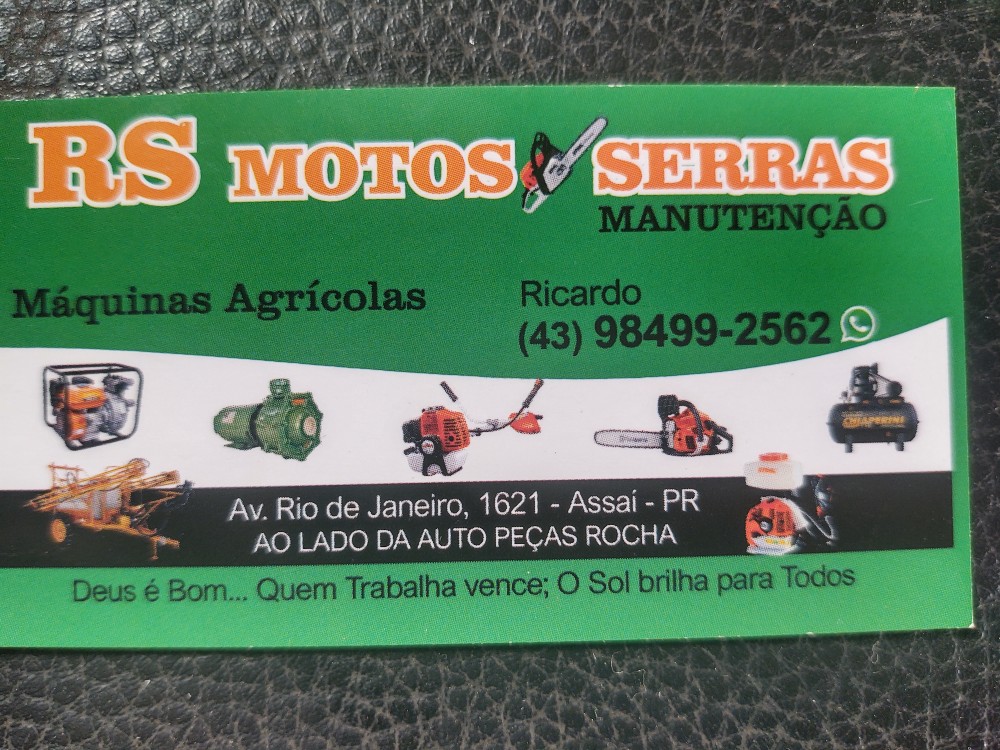 RS MOTOS SERRAS
MANUTENÇÃO
Máquinas Agrícolas
Ricardo
(43) 98499-2562
CHIAPERINI
Av. Rio de Janeiro, 1621 - Assaí - PR
AO LADO DA AUTO PEÇAS ROCHA
Deus é Bom... Quem Trabalha vence; O Sol brilha para Todos